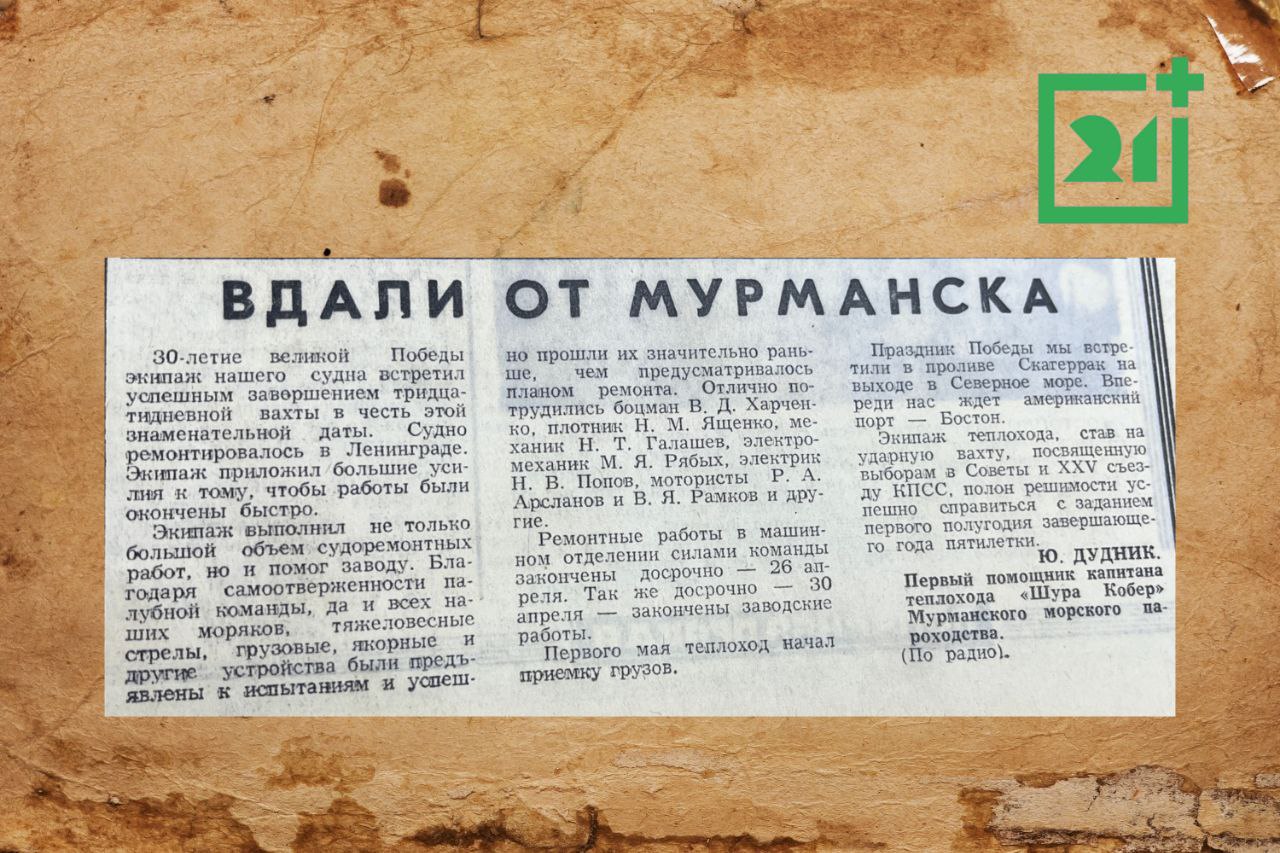 21+
ВДАЛИ ОТ МУРМАНСКА
30-летие великой Победы
экипаж нашего судна встретил
успешным завершением тридца-
тидневной вахты в честь этой
знаменательной даты. Судно
ремонтировалось в Ленинграде.
Экипаж приложил большие уси-
лия к тому, чтобы работы были
окончены быстро.
Экипаж выполнил не только
большой объем судоремонтных
работ, но и помог заводу. Бла-
годаря самоотверженности па-
лубной команды, да и всех на-
ших моряков, тяжеловесные
стрелы, грузовые, якорные и
другие устройства были предъ-
явлены к испытаниям и успеш-
но прошли их значительно рань-
ше, чем предусматривалось
планом ремонта. Отлично по-
трудились боцман В. Д. Харчен-
ко, плотник Н. М. Ященко, ме-
ханик Н. Т. Галашев, электро-
механик М. Я. Рябых, электрик
Н. В. Попов, мотористы Р. А.
Арсланов и В. Я. Рамков и дру-
гие.
Ремонтные работы в машин-
ном отделении силами команды
закончены досрочно — 26 ап-
реля. Так же досрочно — 30
апреля — закончены заводские
работы.
Первого мая теплоход начал
приемку грузов.
Праздник Победы мы встре-
тили в проливе Скагеррак на
выходе в Северное море. Впе-
реди нас ждет американский
порт — Бостон.
Экипаж теплохода, став на
ударную вахту, посвященную
выборам в Советы и XXV съез-
ду КПСС, полон решимости ус-
пешно справиться с заданием
первого полугодия завершающе-
го года пятилетки.
Ю. ДУДНИК.
Первый помощник капитана
теплохода «Шура Кобер»
Мурманского морского па-
роходства.
(По радио).